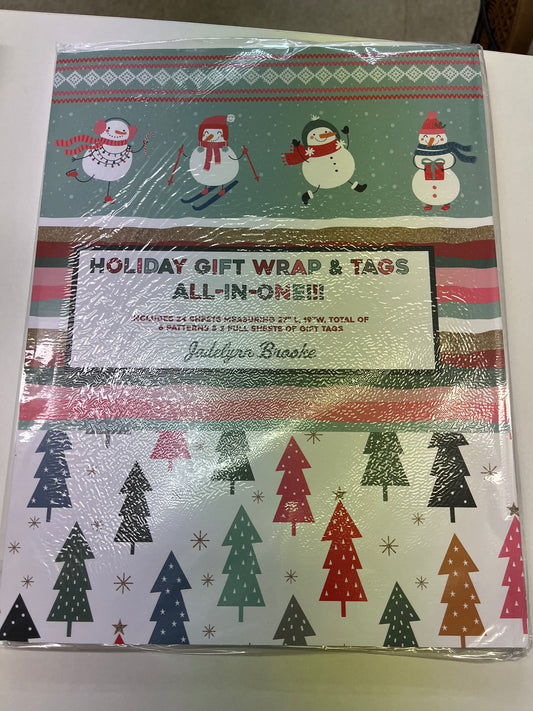 HOLIDAY GIFT WRAP & TAGS
ALL-IN-ONE!!!
INCLUDES 24 SHEETS MEASURING 27" L, 19"W, TOTAL OF
6 PATTERNS & 2 FULL SHEETS OF GIFT TAGS
Jadelynn Brooke